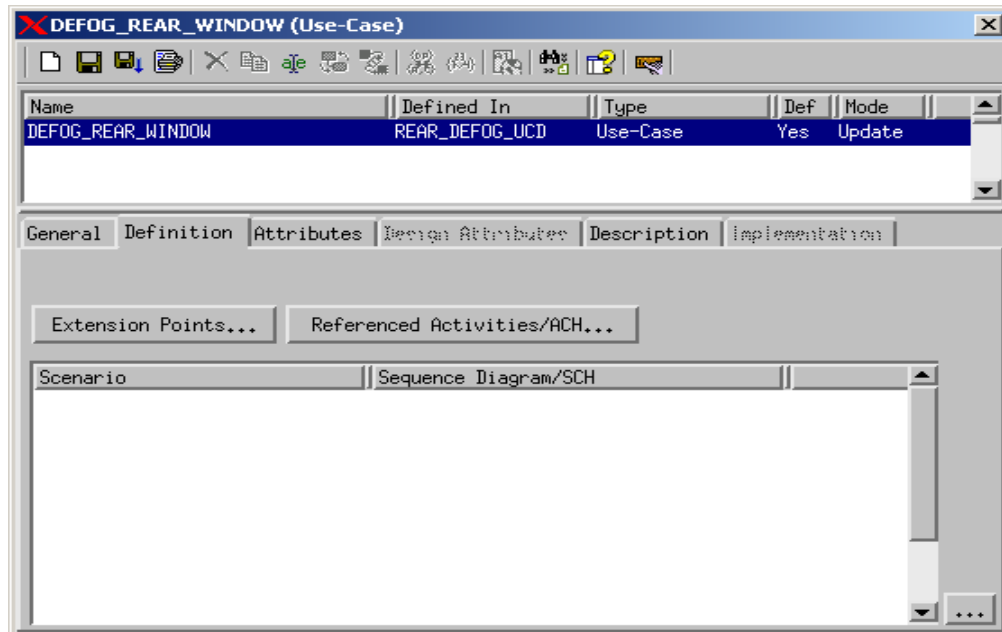 DEFOG_REAR_WINDOW (Use-Case)
Name Defined In Type Def Mode
DEFOG_REAR_WINDOW REAR_DEFOG_UCD Use-Case Yes Update
General Definition Attributes Design Attributes Description Implementation
Extension Points... Referenced Activities/ACH...
Scenario Sequence Diagram/SCH
...